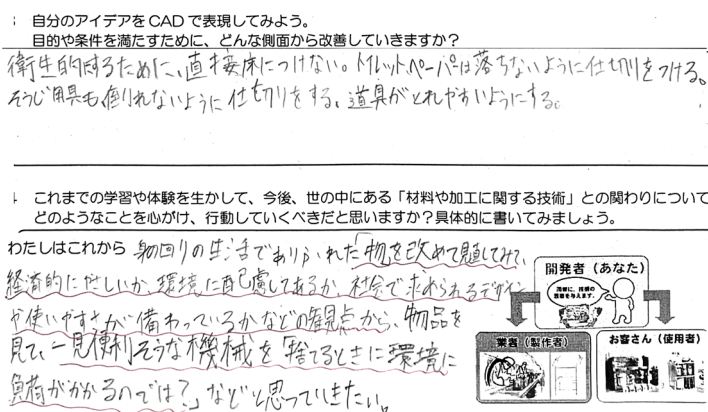 自分のアイデアをCADで表現してみよう。
目的や条件を満たすために、どんな側面から改善していきますか？
衛生的にするために、直接床につけない。トイレットペーパーは落ちないように仕切りをつける。
そうじ用具も、倒れないように仕切りをする。道具がとれやすいようにする。
これまでの学習や体験を生かして、今後、世の中にある「材料や加工に関する技術」との関わりについて
どのようなことを心がけ、行動していくべきだと思いますか？具体的に書いてみましょう。
わたしはこれから 身の回りの生活でありふれた「物」を改めて見てみて、
経済的に優しいか、環境に配慮してあるか、社会で求められるデザイン
や使いやすさが備わっているかなどの観点から、物品を
見て、一見便利そうな機械を「捨てるときに環境に
負荷がかかるのでは？」などと思っていきたい。
開発者（あなた）
業者（製作者）
お客さん（使用者）